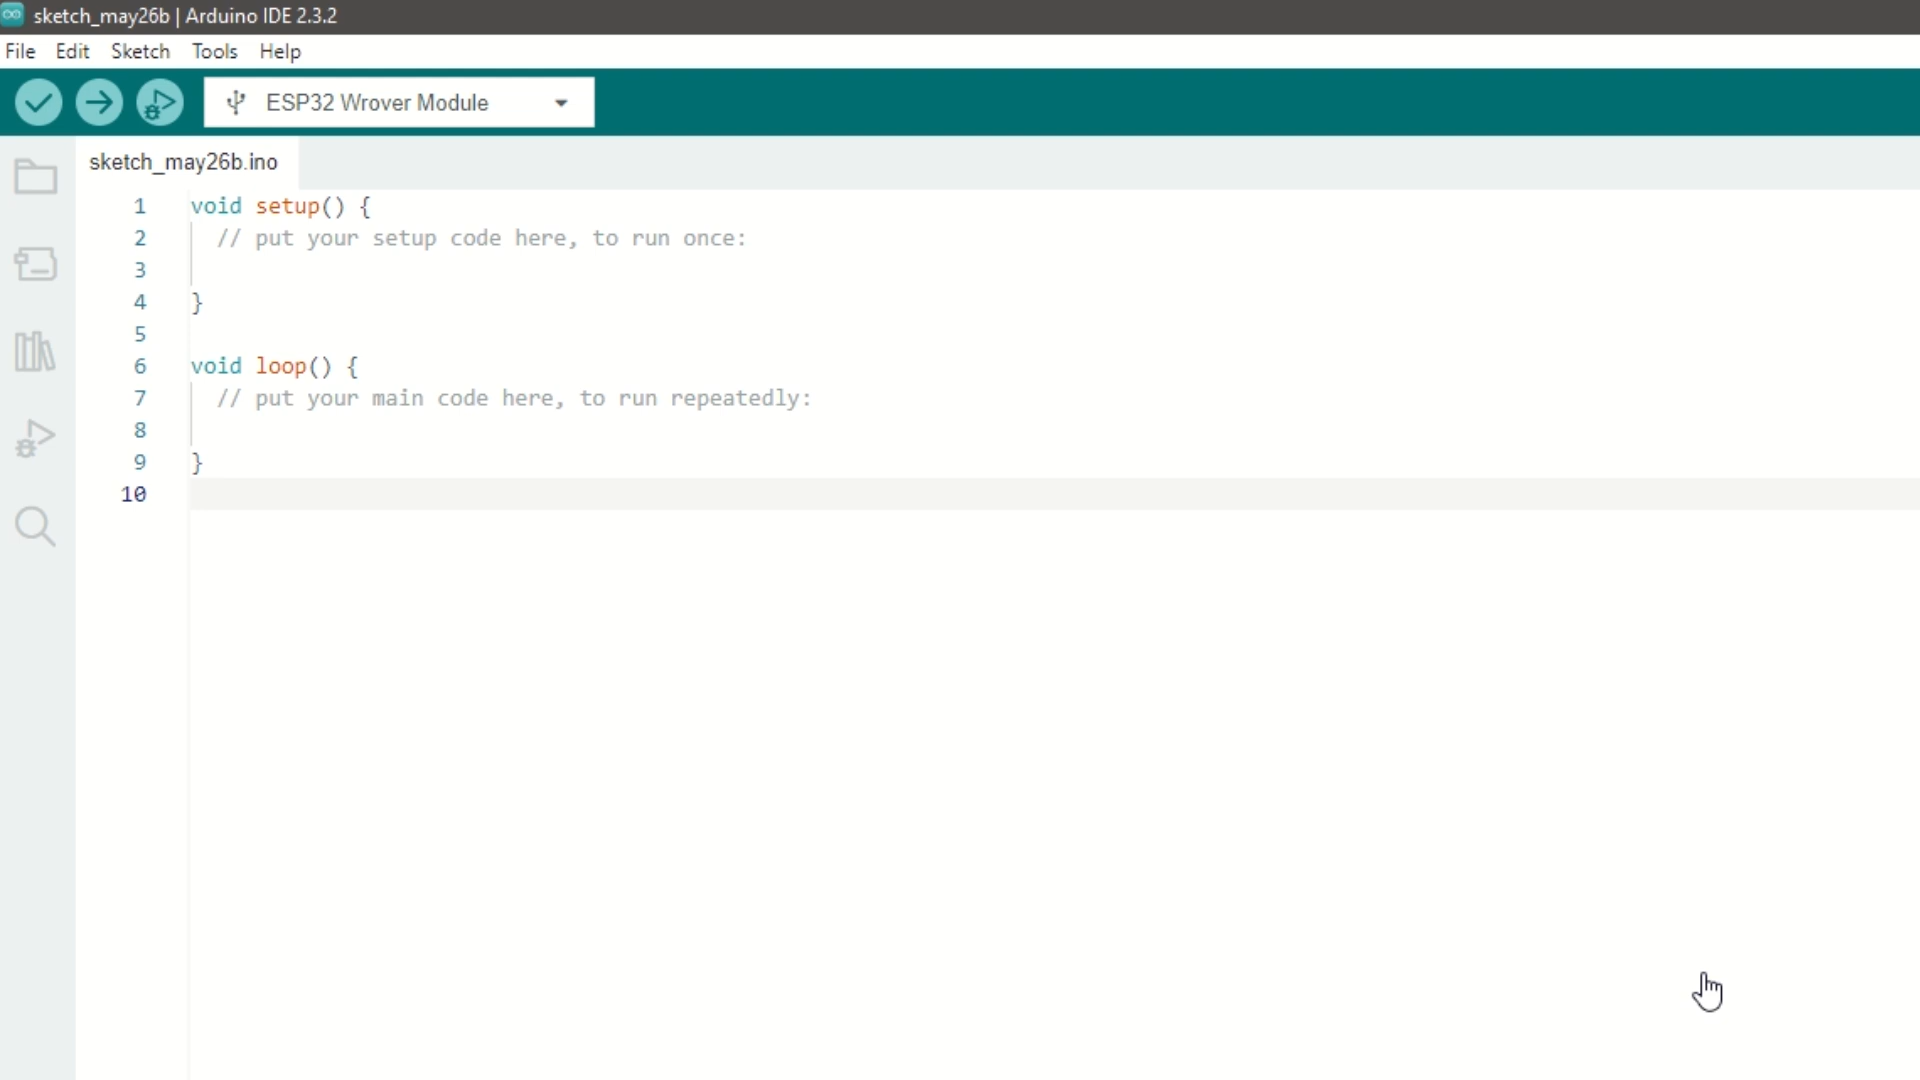 sketch_may26b | Arduino IDE 2.3.2
File Edit Sketch Tools Help
ESP32 Wrover Module
sketch_may26b.ino
1 void setup() {
2 // put your setup code here, to run once:
3
4 }
5
6 void loop() {
7 // put your main code here, to run repeatedly:
8
9 }
10